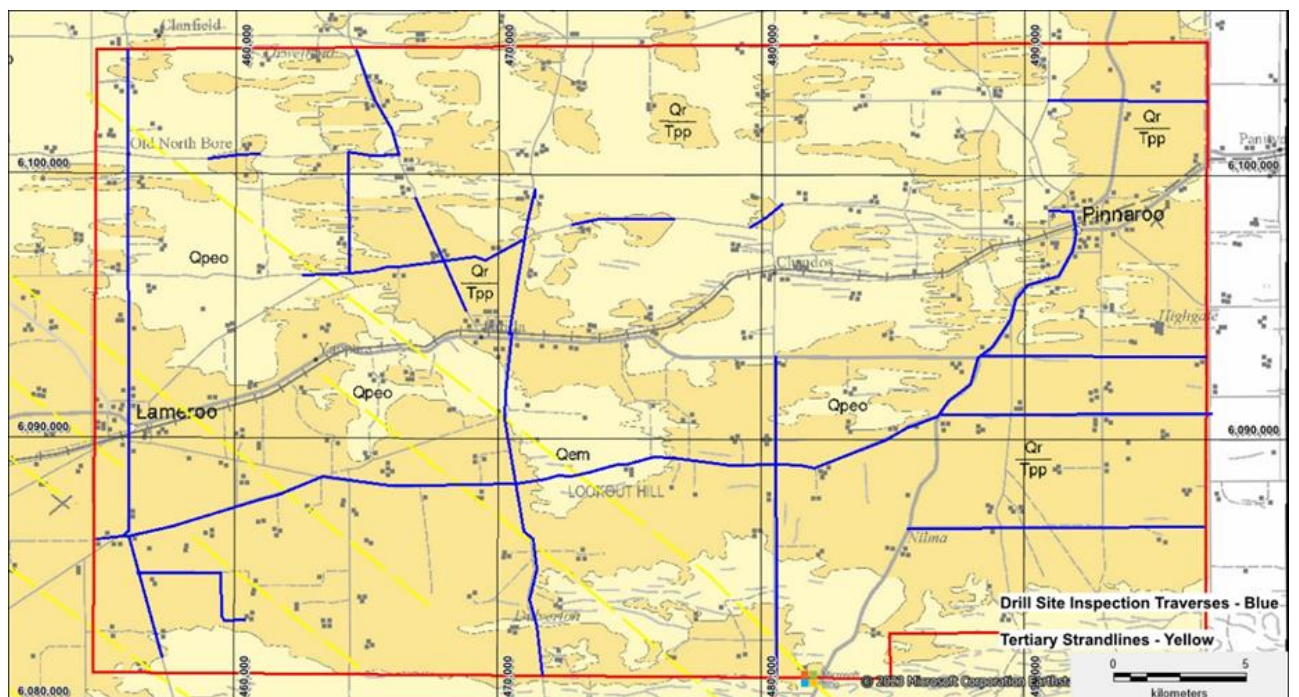 Clanfield
460,000
470,000
480,000
490,000
Qr
Tpp
Qr
Tpp
Old North Bore
6,100,000
6,100,000
Pinnaroo
Qpeo
Chandos
Qr
Tpp
Highgate
Qpeo
Qpeo
Lameroo
6,090,000
6,090,000
Qem
Qr
Tpp
LOOKOUT HILL
Nilma
Drill Site Inspection Traverses - Blue
Tertiary Strandlines - Yellow
6,080,000
460,000
470,000
480,000
490,000
© 2023 Microsoft Corporation
0 5
kilometers